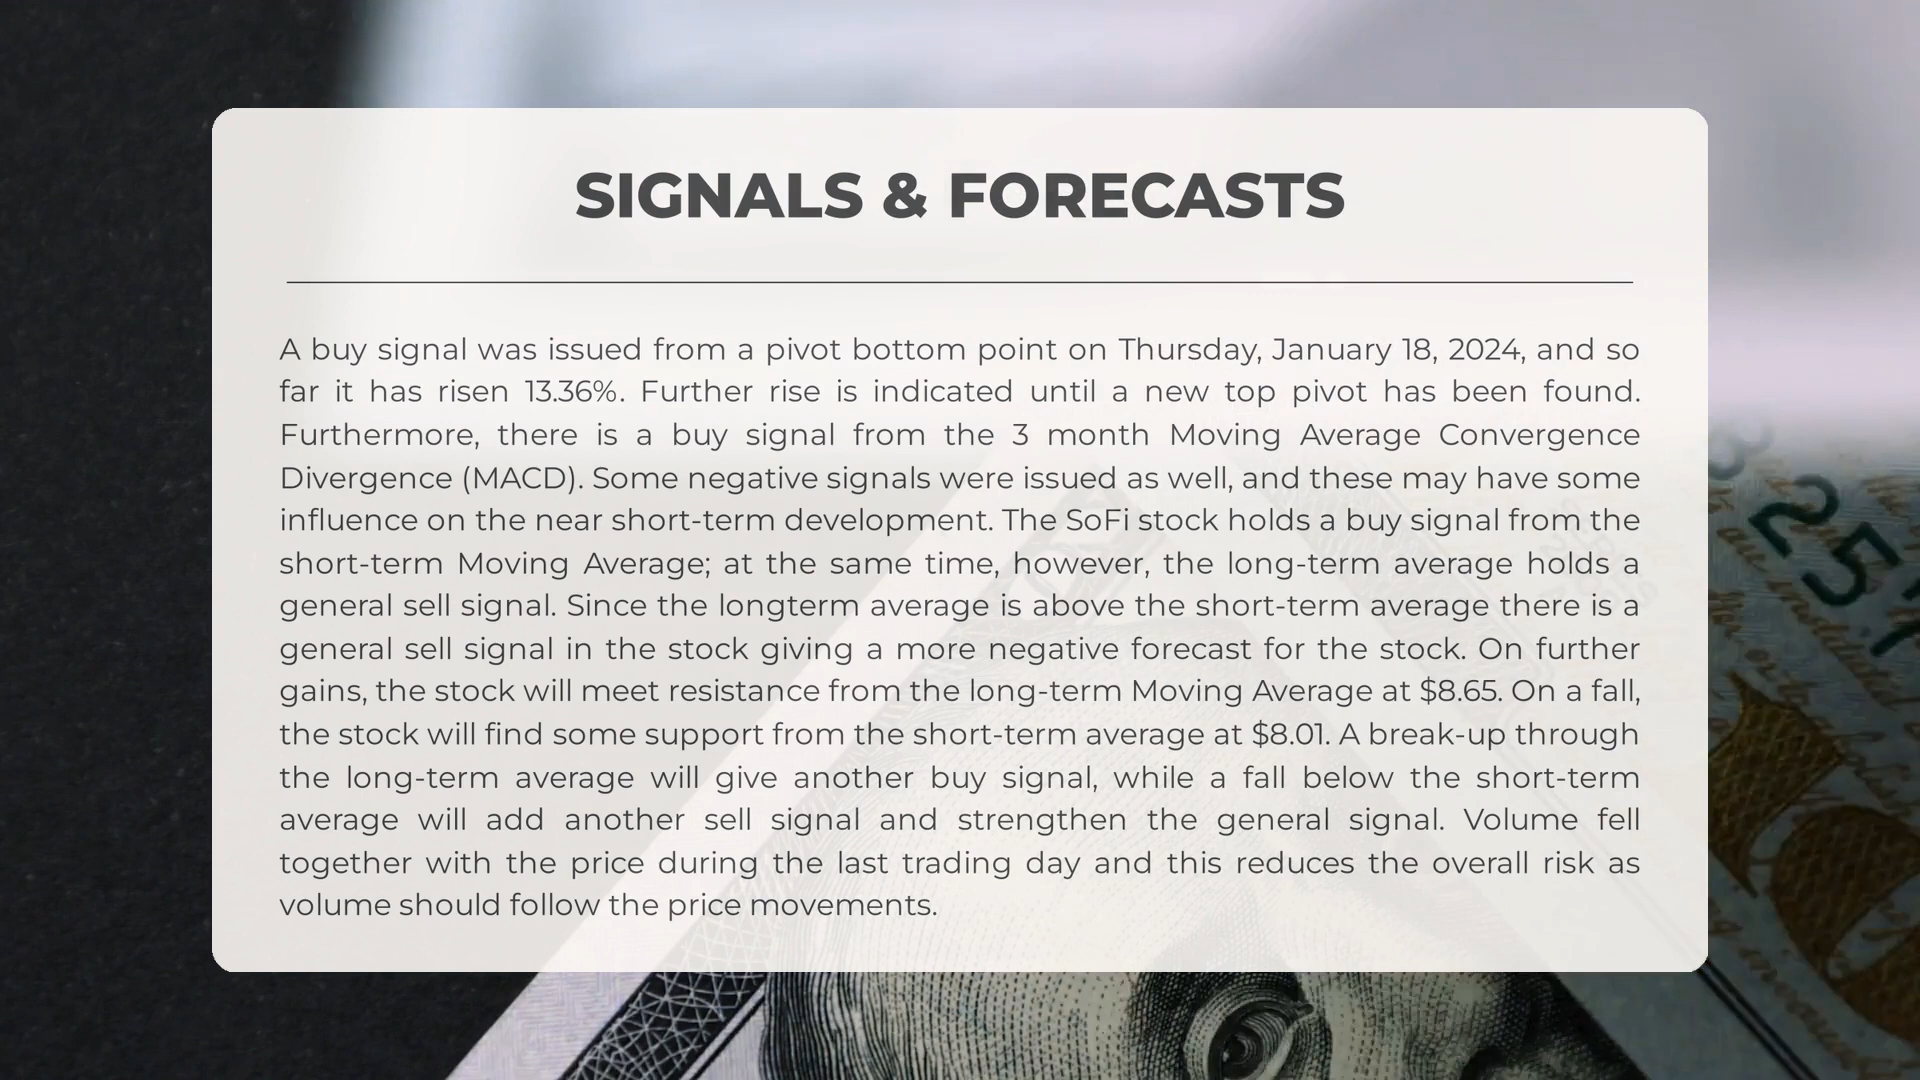 SIGNALS & FORECASTS
A buy signal was issued from a pivot bottom point on Thursday, January 18, 2024, and so
far it has risen 13.36%. Further rise is indicated until a new top pivot has been found.
Furthermore, there is a buy signal from the 3 month Moving Average Convergence
Divergence (MACD). Some negative signals were issued as well, and these may have some
influence on the near short-term development. The SoFi stock holds a buy signal from the
short-term Moving Average; at the same time, however, the long-term average holds a
general sell signal. Since the longterm average is above the short-term average there is a
general sell signal in the stock giving a more negative forecast for the stock. On further
gains, the stock will meet resistance from the long-term Moving Average at $8.65. On a fall,
the stock will find some support from the short-term average at $8.01. A break-up through
the long-term average will give another buy signal, while a fall below the short-term
average will add another sell signal and strengthen the general signal. Volume fell
together with the price during the last trading day and this reduces the overall risk as
volume should follow the price movements.